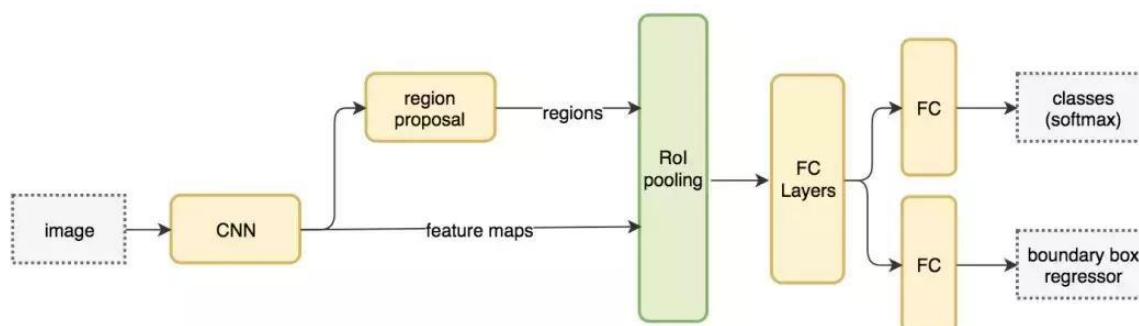 image
CNN
region
proposal
regions
feature maps
RoI
pooling
FC
Layers
FC
classes
(softmax)
FC
boundary box
regressor